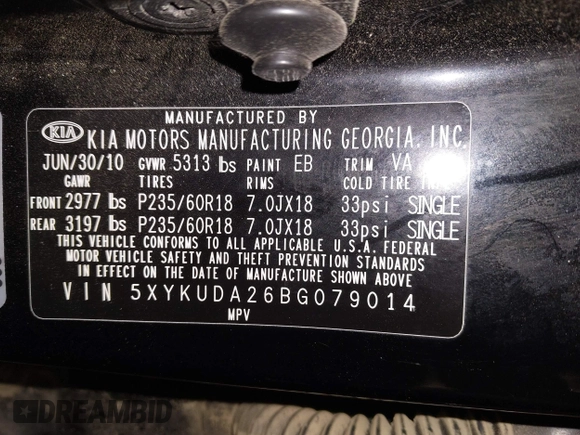 MANUFACTURED BY
KIA KIA MOTORS MANUFACTURING GEORGIA, INC.
JUN/30/10 GVWR 5313 lbs PAINT EB TRIM VA
GAWR TIRES RIMS COLD TIRE
FRONT 2977 lbs P235/60R18 7.0JX18 33psi SINGLE
REAR 3197 lbs P235/60R18 7.0JX18 33psi SINGLE
THIS VEHICLE CONFORMS TO ALL APPLICABLE U.S.A. FEDERAL
MOTOR VEHICLE SAFETY AND THEFT PREVENTION STANDARDS
IN EFFECT ON THE DATE OF MANUFACTURE SHOWN ABOVE
VIN 5XYKUDA26BG079014
MPV
DREAMBID